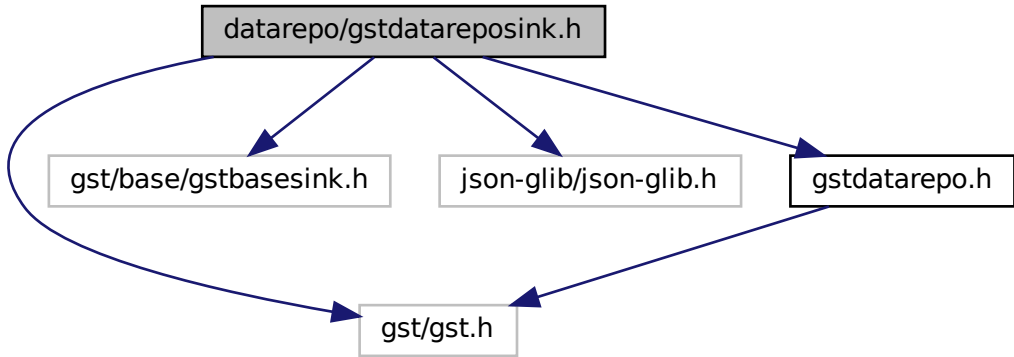 datarepo/gstdatareposink.h
gst/base/gstbasesink.h
json-glib/json-glib.h
gstdatarepo.h
gst/gst.h